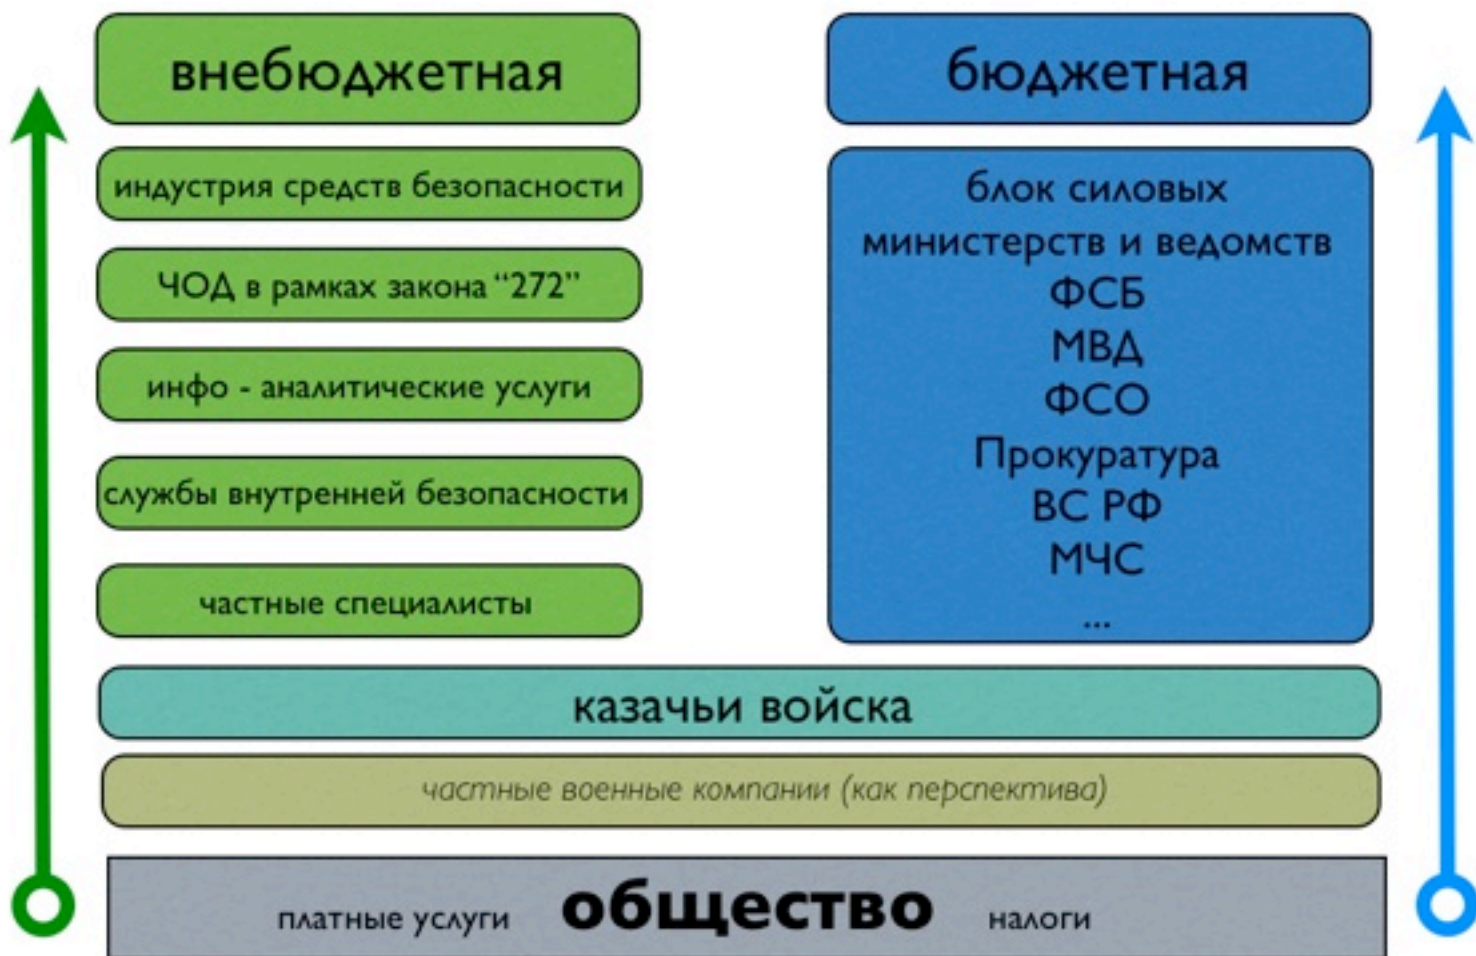 внебюджетная
индустрия средств безопасности
ЧОД в рамках закона “272”
инфо - аналитические услуги
службы внутренней безопасности
частные специалисты
бюджетная
блок силовых
министерств и ведомств
ФСБ
МВД
ФСО
Прокуратура
ВС РФ
МЧС
...
казачьи войска
частные военные компании (как перспектива)
платные услуги общество налоги